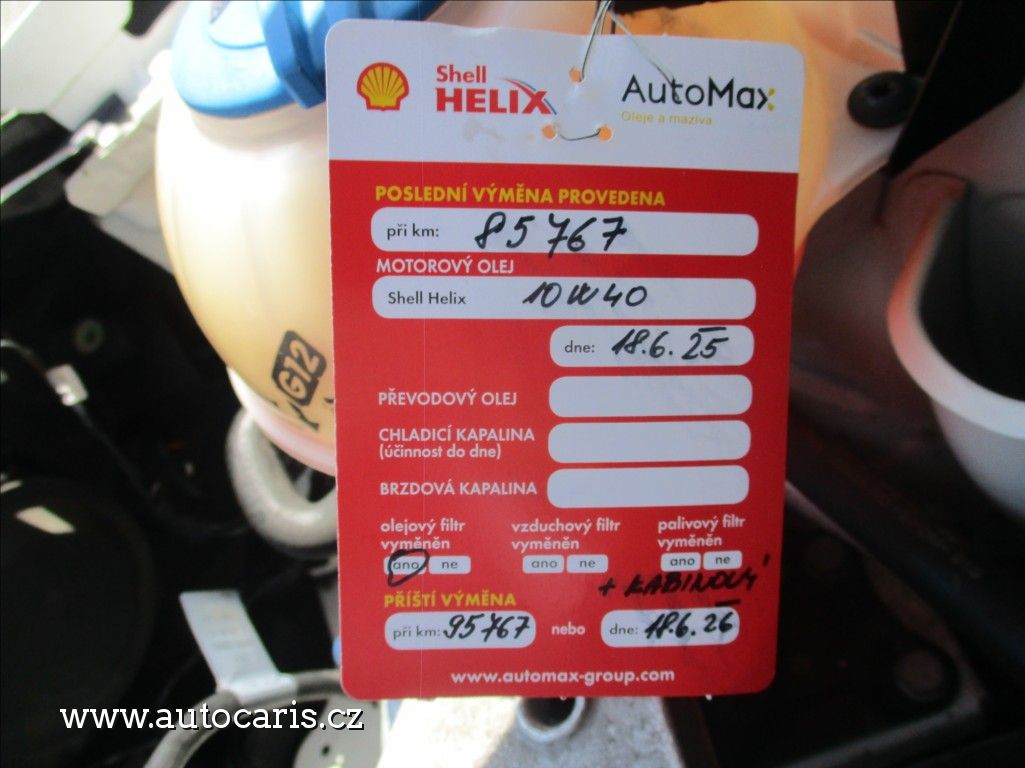 Shell
HELIX
AutoMax
Oleje a maziva
POSLEDNÍ VÝMĚNA PROVEDENA
při km: 85767
MOTOROVÝ OLEJ
Shell Helix 10W40
dne: 18.6.25
PŘEVODOVÝ OLEJ
CHLADICÍ KAPALINA
(účinnost do dne)
BRZDOVÁ KAPALINA
olejový filtr vzduchový filtr palivový filtr
vyměněn vyměněn vyměněn
ano ne ano ne ano ne
+ KABINOVÝ
PŘÍŠTÍ VÝMĚNA
při km: 95767 nebo dne: 18.6.26
www.automax-group.com
G12
www.autocaris.cz